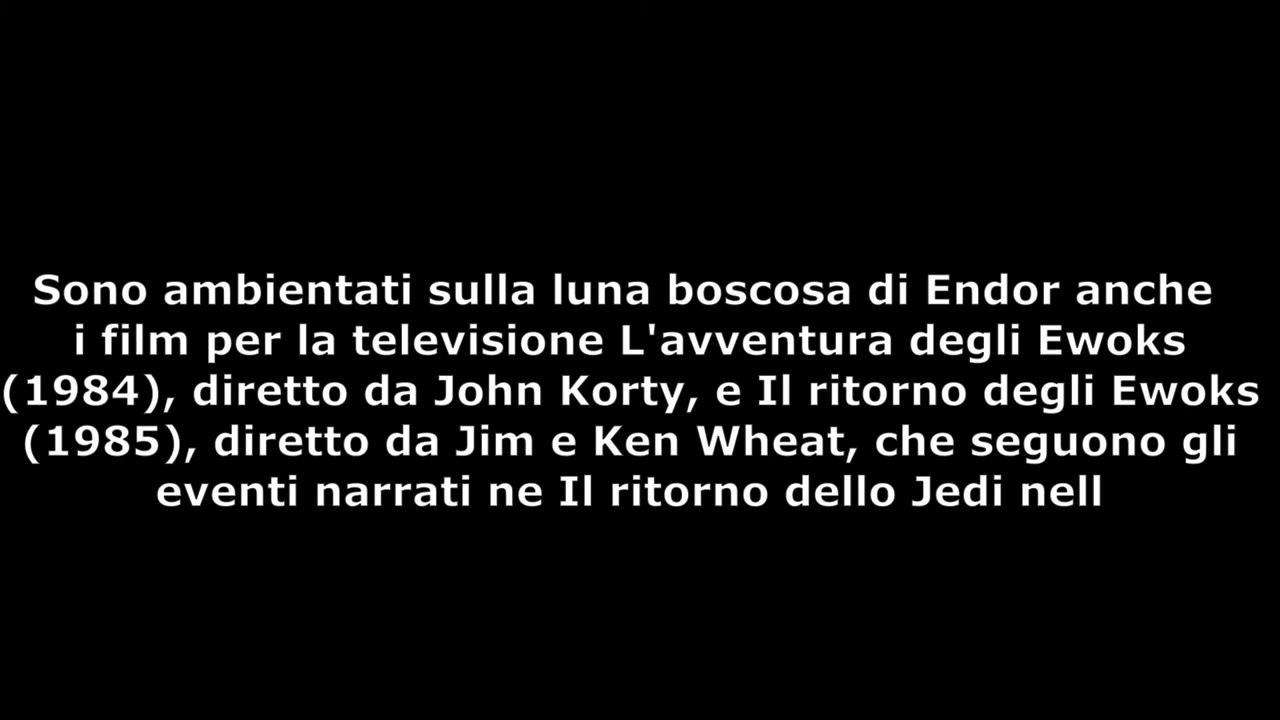 Sono ambientati sulla luna boscosa di Endor anche
i film per la televisione L'avventura degli Ewoks
(1984), diretto da John Korty, e Il ritorno degli Ewoks
(1985), diretto da Jim e Ken Wheat, che seguono gli
eventi narrati ne Il ritorno dello Jedi nell